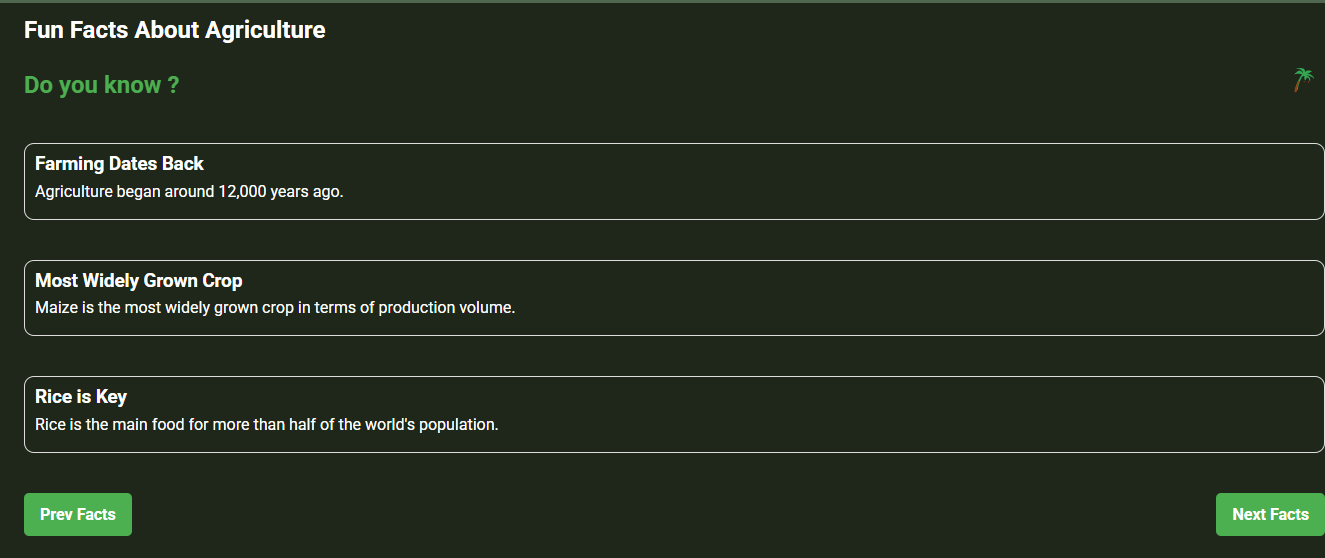 Fun Facts About Agriculture
Do you know ?
Farming Dates Back
Agriculture began around 12,000 years ago.
Most Widely Grown Crop
Maize is the most widely grown crop in terms of production volume.
Rice is Key
Rice is the main food for more than half of the world's population.
Prev Facts
Next Facts